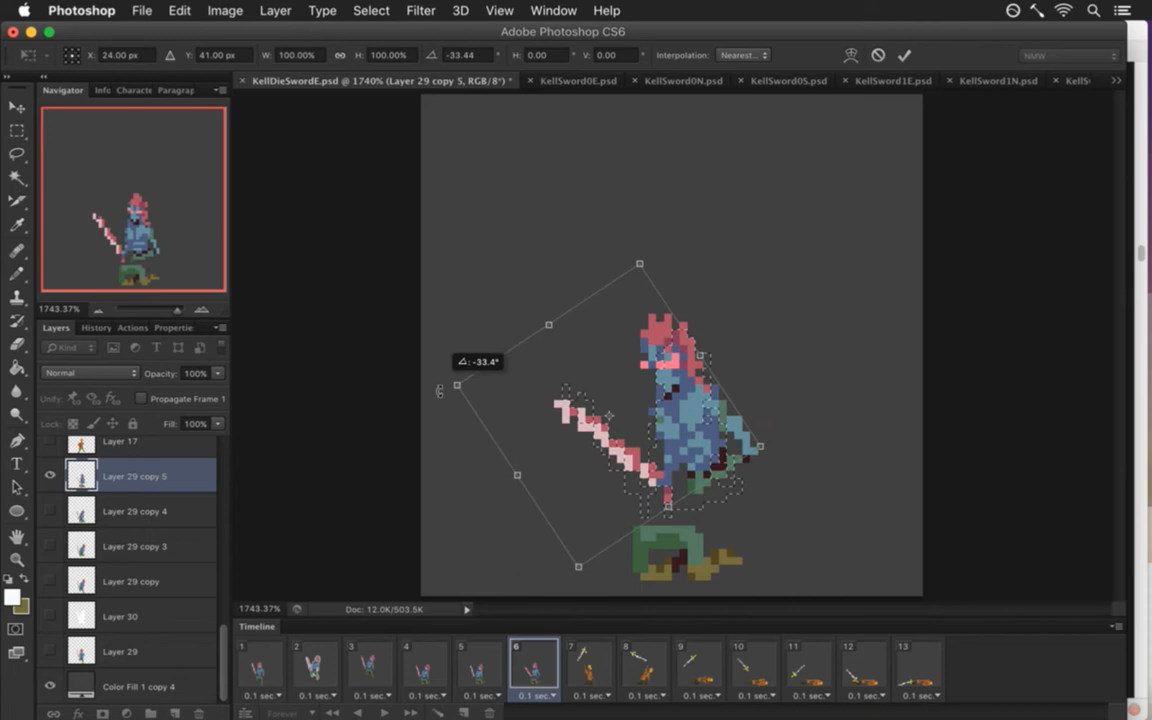 Photoshop File Edit Image Layer Type Select Filter 3D View Window Help
Adobe Photoshop CS6
X: 24.00 px Y: 41.00 px W: 100.00% H: 100.00% -33.44 H: 0.00 V: 0.00 Interpolation: Nearest... NMW
KellDieSwordE.psd @ 1740% (Layer 29 copy 5, RGB/8*) * KellSword0E.psd KellSword0N.psd KellSword0S.psd KellSword1E.psd KellSword1N.psd KellS
Navigator Info Characte Paragrap
1743.37%
Layers History Actions Propertie
Kind
Normal Opacity: 100%
Unify: Propagate Frame 1
Lock: Fill: 100%
Layer 17
Layer 29 copy 5
Layer 29 copy 4
Layer 29 copy 3
Layer 29 copy
Layer 30
Layer 29
Color Fill 1 copy 4
: -33.4°
1743.37% Doc: 12.0K/503.5K
Timeline
1 2 3 4 5 6 7 8 9 10 11 12 13
0.1 sec. 0.1 sec. 0.1 sec. 0.1 sec. 0.1 sec. 0.1 sec. 0.1 sec. 0.1 sec. 0.1 sec. 0.1 sec. 0.1 sec. 0.1 sec. 0.1 sec.
Forever
fx